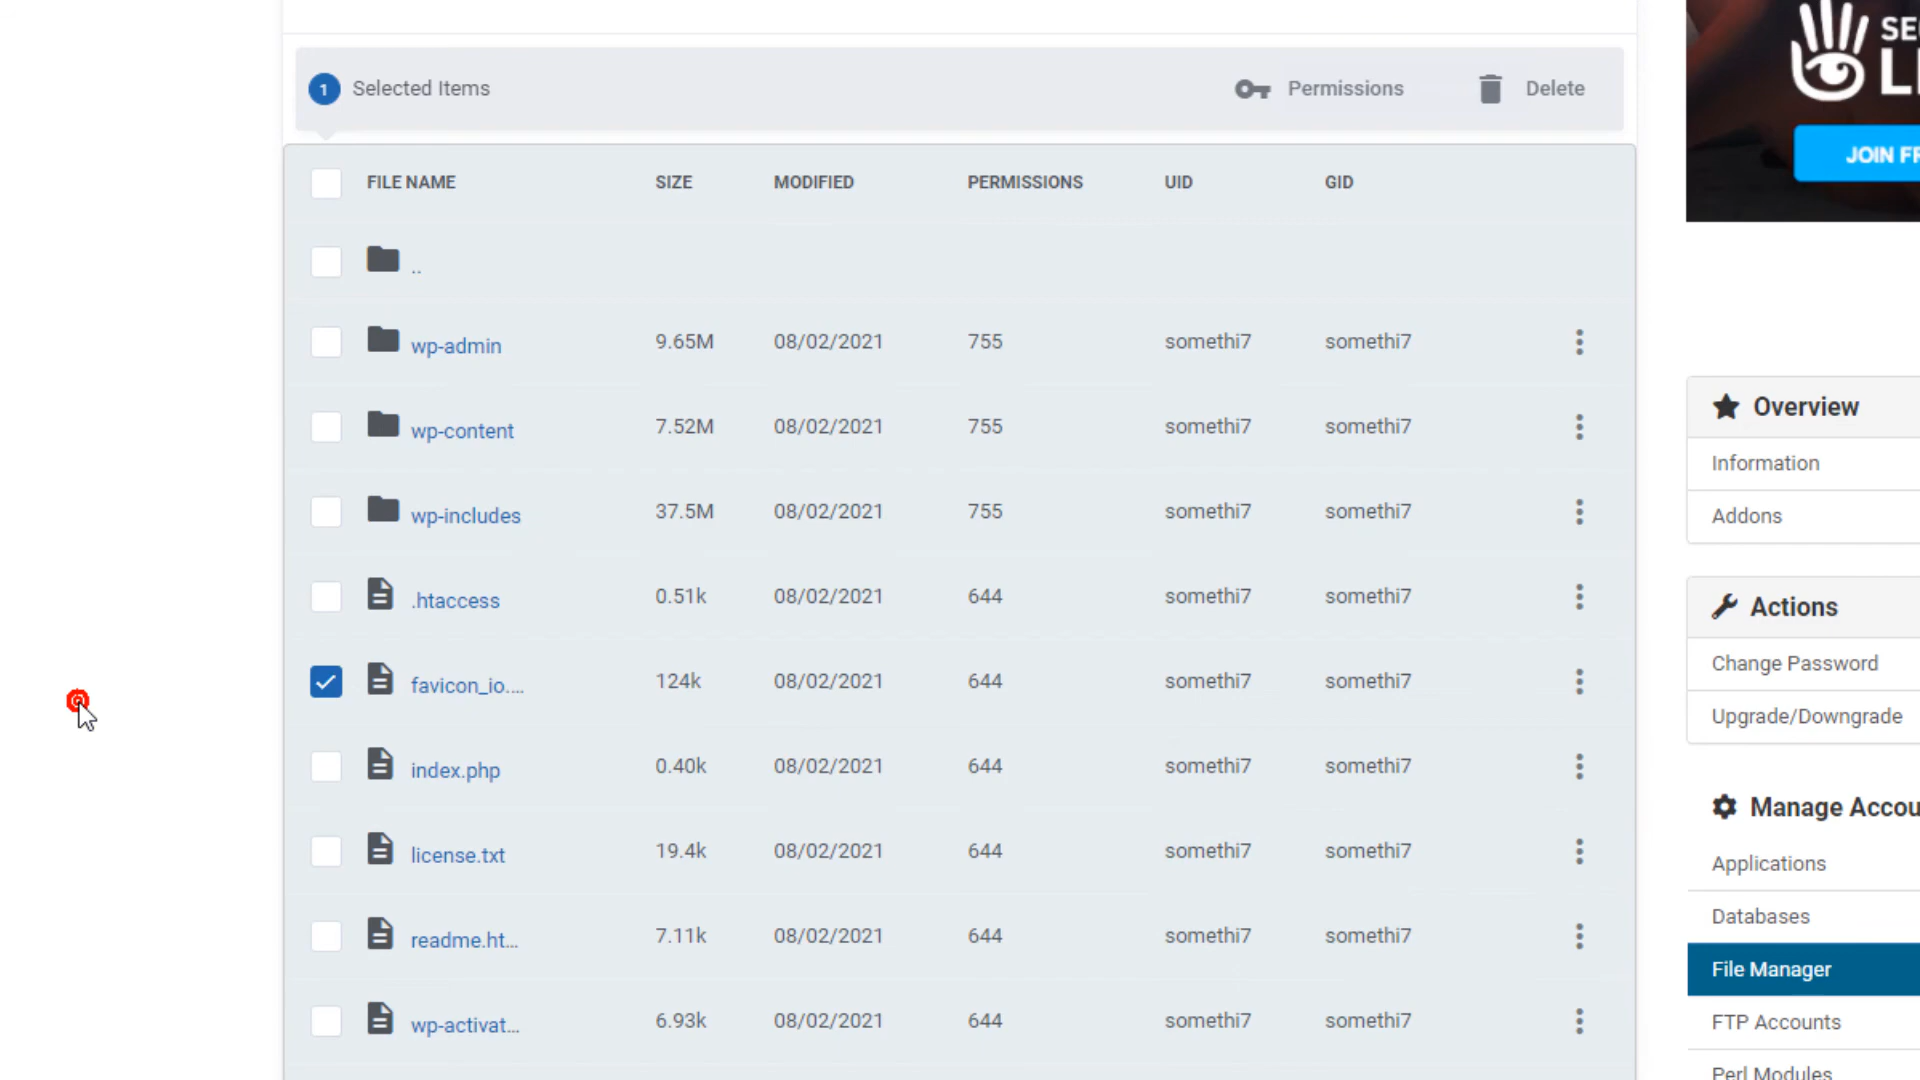 1 Selected Items Permissions Delete
FILE NAME SIZE MODIFIED PERMISSIONS UID GID
..
wp-admin 9.65M 08/02/2021 755 somethi7 somethi7
wp-content 7.52M 08/02/2021 755 somethi7 somethi7
wp-includes 37.5M 08/02/2021 755 somethi7 somethi7
.htaccess 0.51k 08/02/2021 644 somethi7 somethi7
favicon_io.... 124k 08/02/2021 644 somethi7 somethi7
index.php 0.40k 08/02/2021 644 somethi7 somethi7
license.txt 19.4k 08/02/2021 644 somethi7 somethi7
readme.ht... 7.11k 08/02/2021 644 somethi7 somethi7
wp-activat... 6.93k 08/02/2021 644 somethi7 somethi7
JOIN
Overview
Information
Addons
Actions
Change Password
Upgrade/Downgrade
Manage
Applications
Databases
File Manager
FTP Accounts
Perl Modules